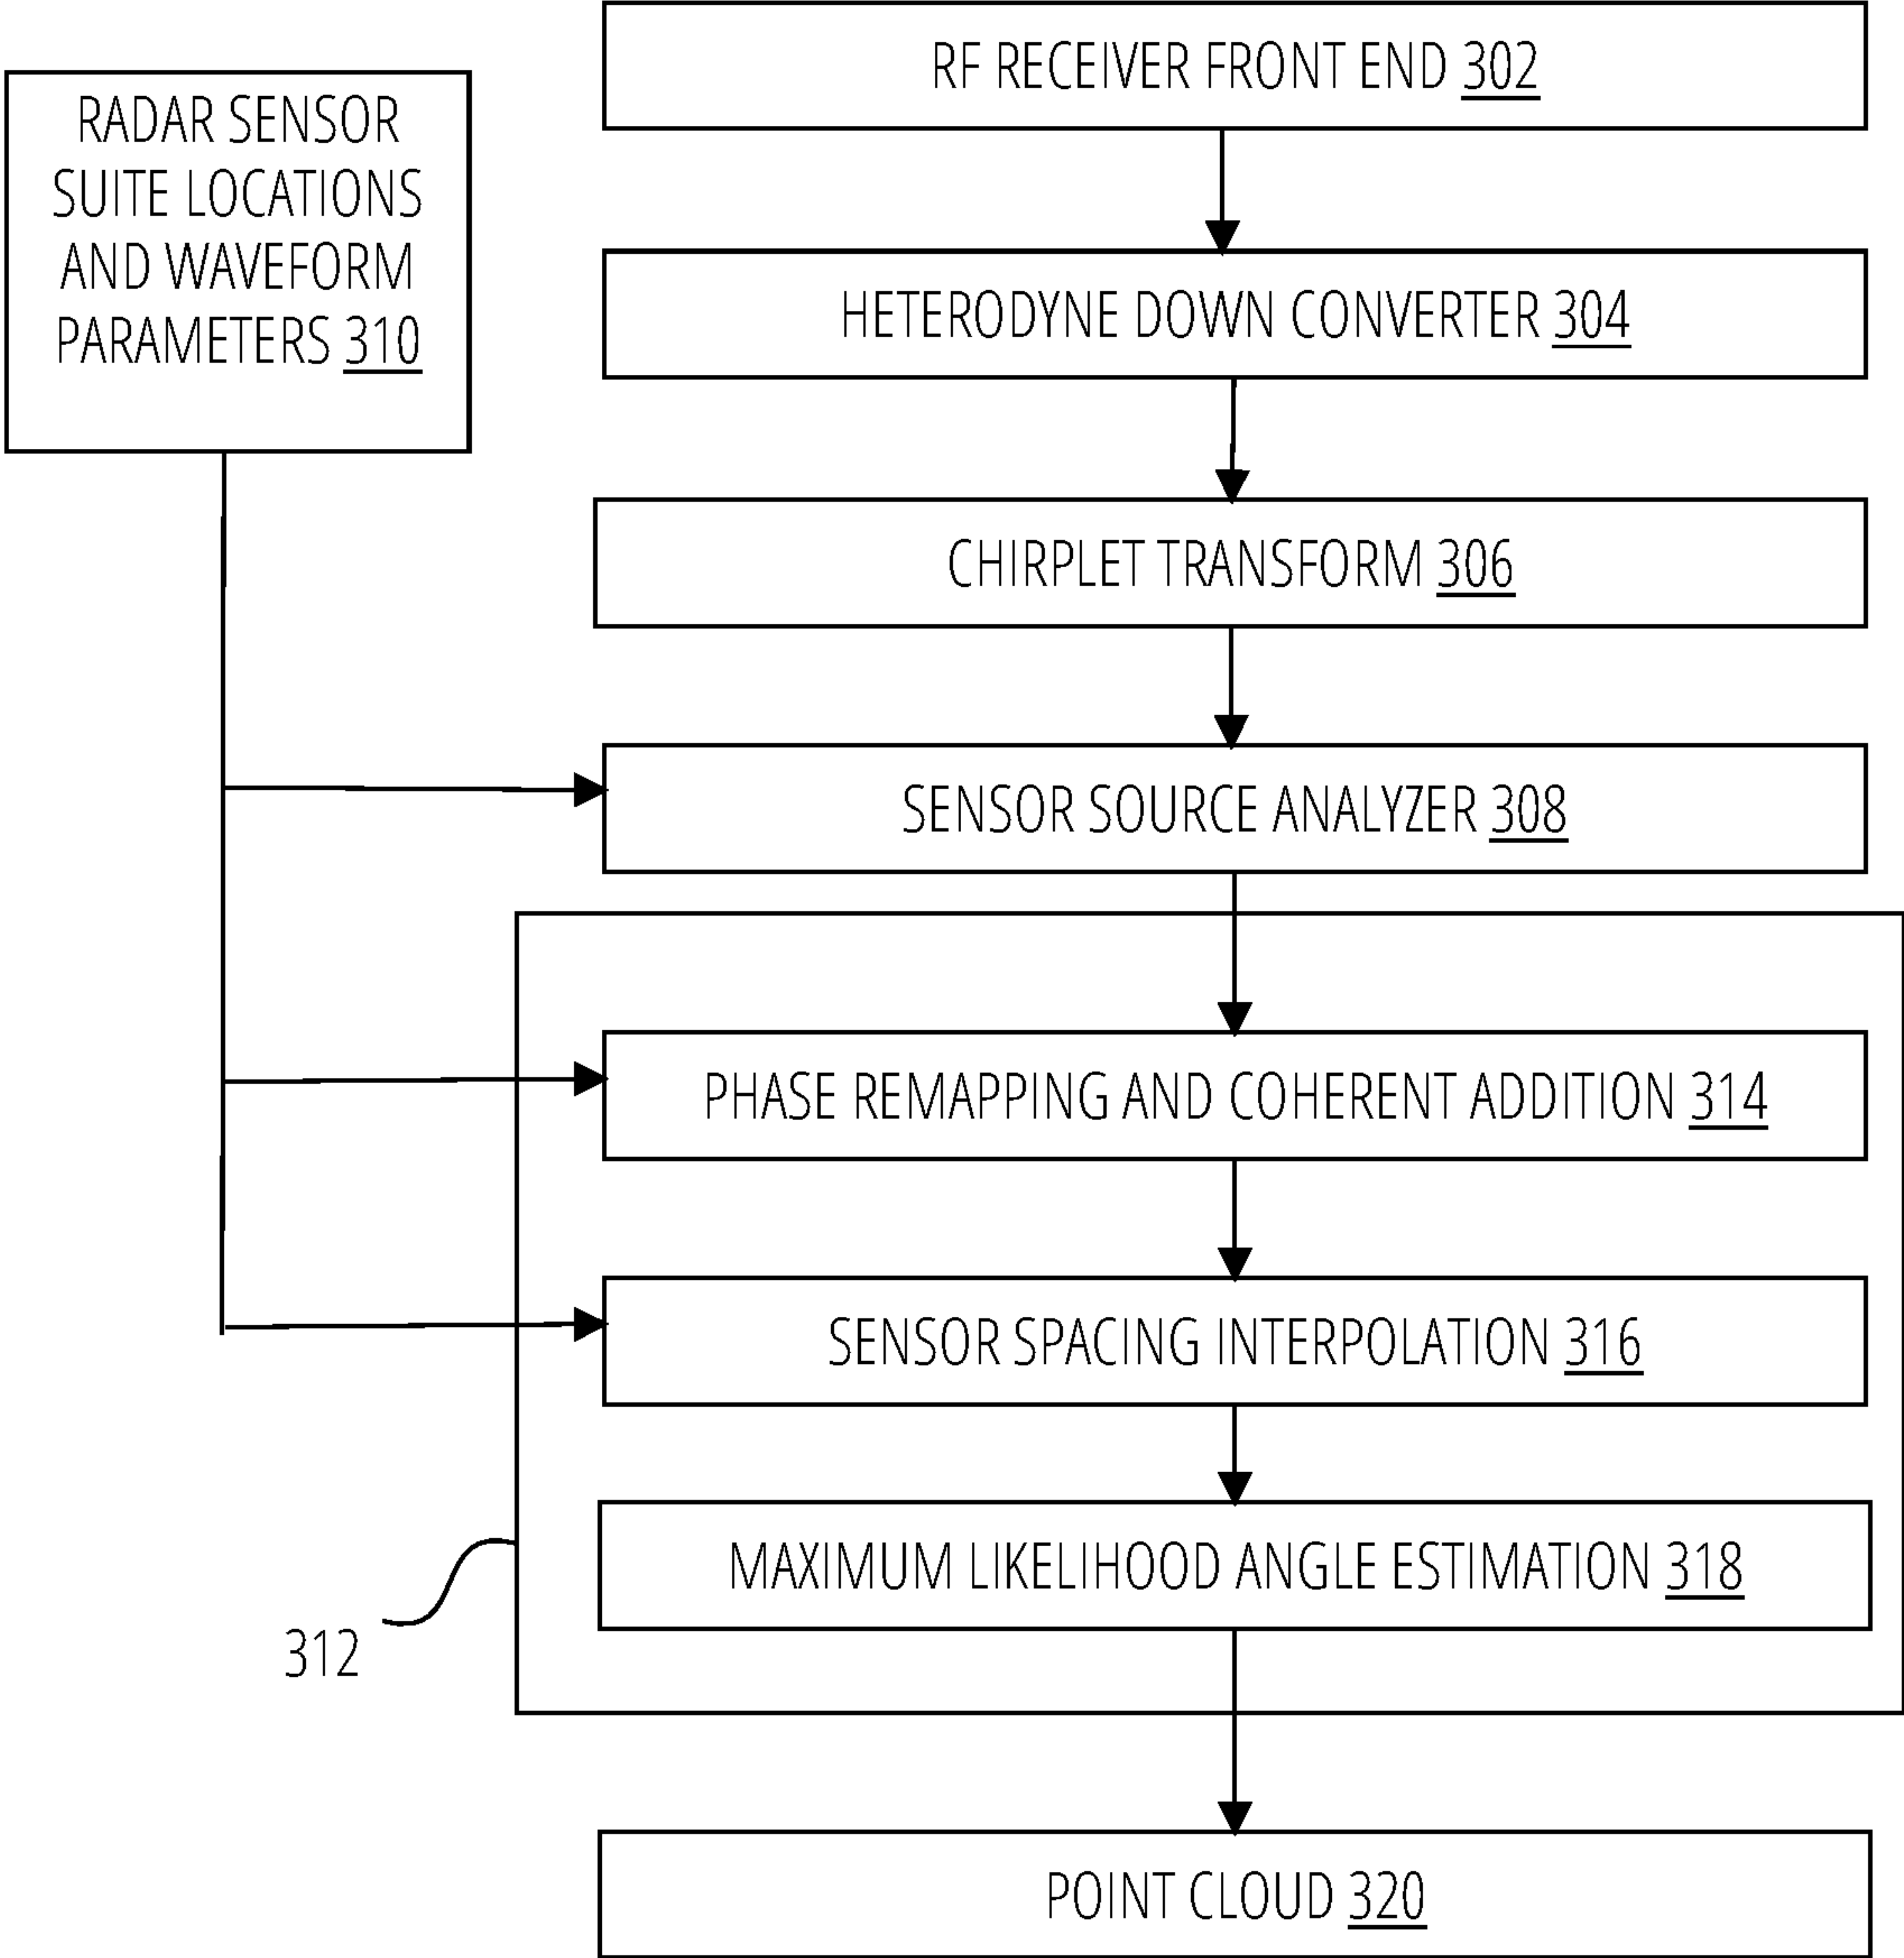 RF RECEIVER FRONT END 302
RADAR SENSOR
SUITE LOCATIONS
AND WAVEFORM
PARAMETERS 310
HETERODYNE DOWN CONVERTER 304
CHIRPLET TRANSFORM 306
SENSOR SOURCE ANALYZER 308
PHASE REMAPPING AND COHERENT ADDITION 314
SENSOR SPACING INTERPOLATION 316
MAXIMUM LIKELIHOOD ANGLE ESTIMATION 318
312
POINT CLOUD 320